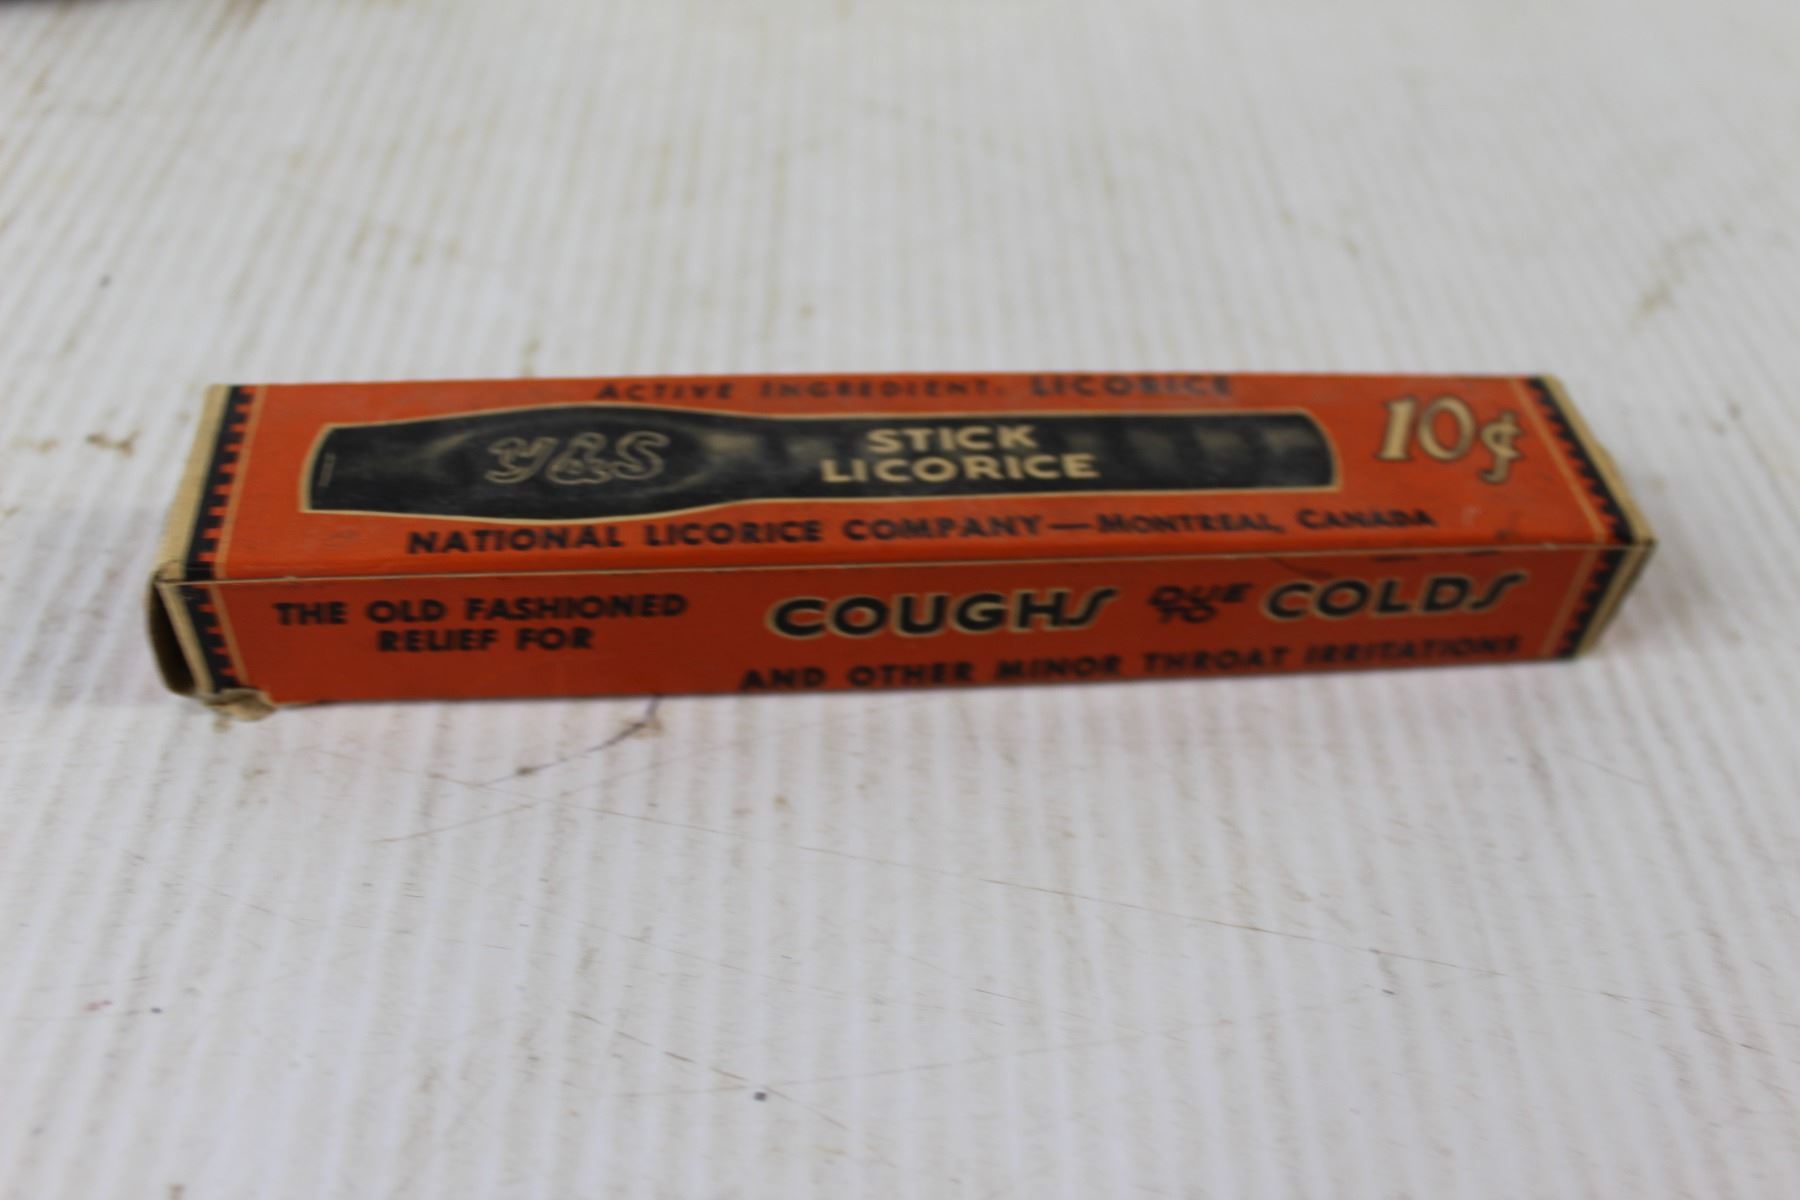 ACTIVE INGREDIENT: LICORICE
Y&S
STICK
LICORICE
10¢
NATIONAL LICORICE COMPANY—MONTREAL, CANADA
THE OLD FASHIONED
RELIEF FOR
COUGHS DUE TO COLDS
AND OTHER MINOR THROAT IRRITATIONS